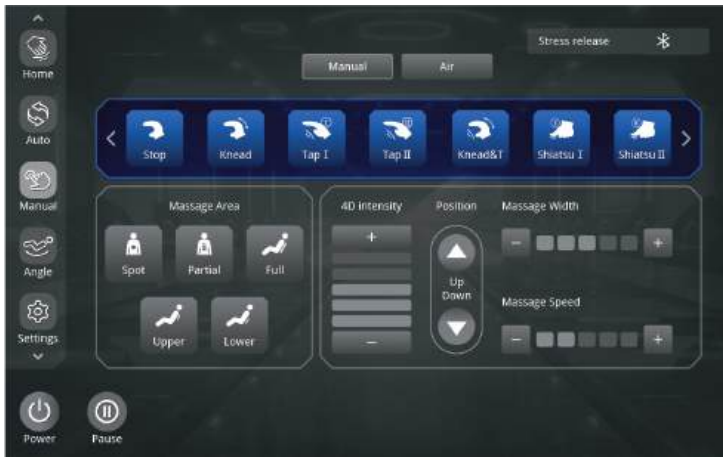 Stress release
Manual
Air
Home
Auto
Manual
Angle
Settings
Stop
Knead
Tap I
Tap II
Knead&T
Shiatsu I
Shiatsu II
Massage Area
Spot
Partial
Full
Upper
Lower
4D intensity
+
−
Position
Up
Down
Massage Width
− +
Massage Speed
− +
Power
Pause